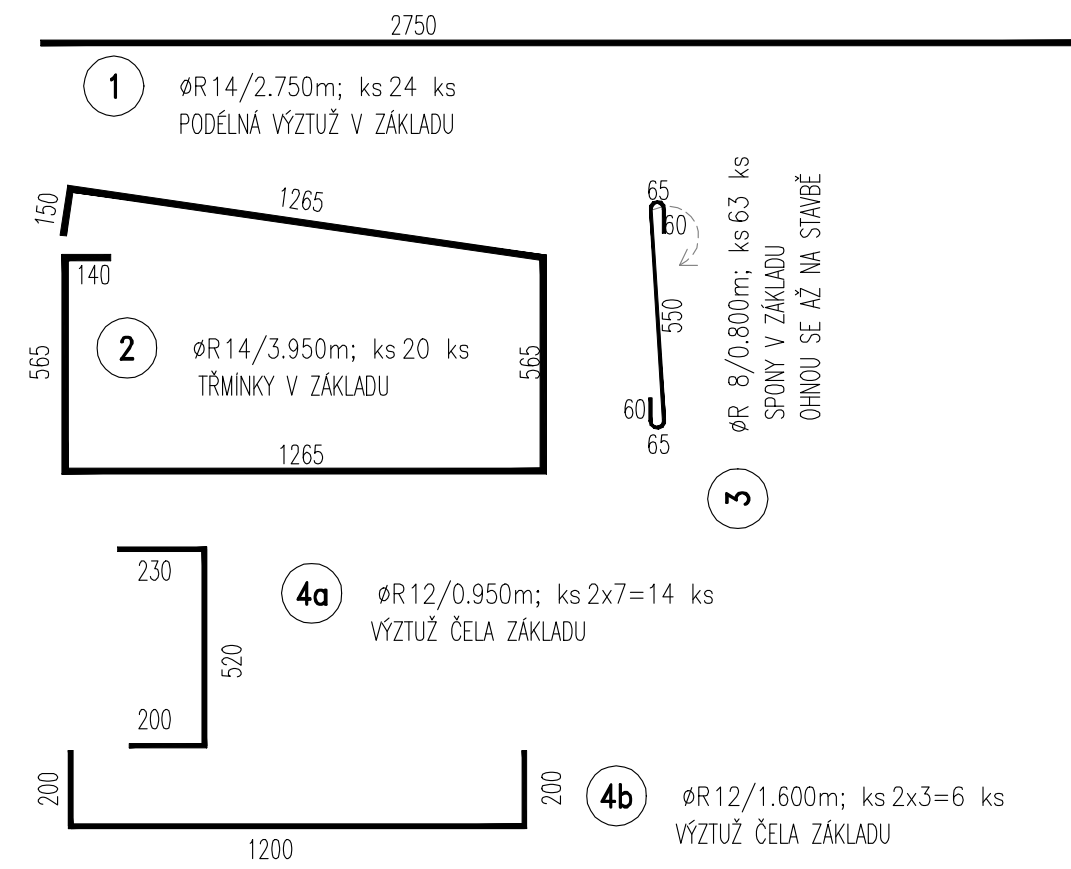 2750
1
øR14/2.750m; ks 24 ks
PODÉLNÁ VÝZTUŽ V ZÁKLADU
150
1265
140
565
2
øR14/3.950m; ks 20 ks
TŘMÍNKY V ZÁKLADU
565
1265
65
60
550
60
65
øR 8/0.800m; ks 63 ks
SPONY V ZÁKLADU
OHNOU SE AŽ NA STAVBĚ
3
230
520
200
4a
øR12/0.950m; ks 2x7=14 ks
VÝZTUŽ ČELA ZÁKLADU
200
1200
200
4b
øR12/1.600m; ks 2x3=6 ks
VÝZTUŽ ČELA ZÁKLADU